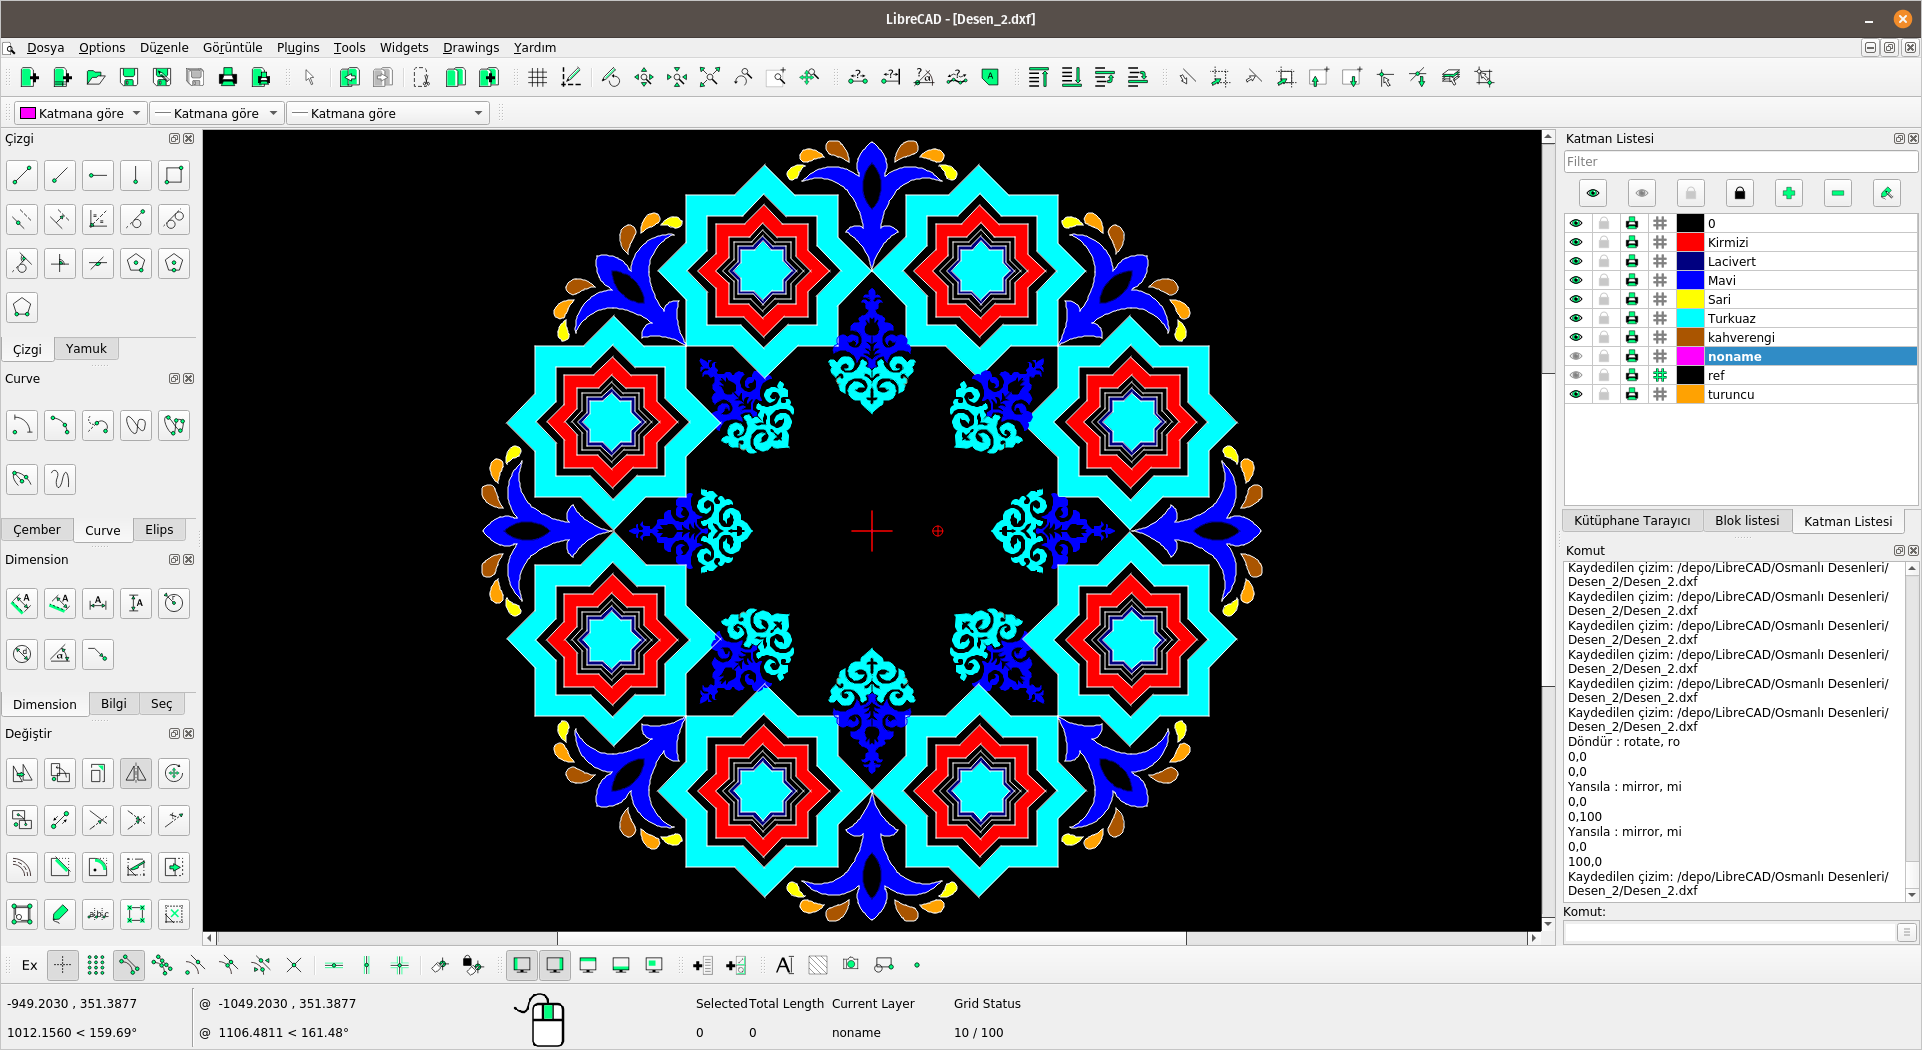 LibreCAD - [Desen_2.dxf]
Dosya Options Düzenle Görüntüle Plugins Tools Widgets Drawings Yardım
Katmana göre Katmana göre Katmana göre
Çizgi
Çizgi Yamuk
Curve
Çember Curve Elips
Dimension
Dimension Bilgi Seç
Değiştir
Katman Listesi
Filter
0
Kirmizi
Lacivert
Mavi
Sari
Turkuaz
kahverengi
noname
ref
turuncu
Kütüphane Tarayıcı Blok listesi Katman Listesi
Komut
Kaydedilen çizim: /depo/LibreCAD/Osmanlı Desenleri/
Desen_2/Desen_2.dxf
Kaydedilen çizim: /depo/LibreCAD/Osmanlı Desenleri/
Desen_2/Desen_2.dxf
Kaydedilen çizim: /depo/LibreCAD/Osmanlı Desenleri/
Desen_2/Desen_2.dxf
Kaydedilen çizim: /depo/LibreCAD/Osmanlı Desenleri/
Desen_2/Desen_2.dxf
Kaydedilen çizim: /depo/LibreCAD/Osmanlı Desenleri/
Desen_2/Desen_2.dxf
Kaydedilen çizim: /depo/LibreCAD/Osmanlı Desenleri/
Desen_2/Desen_2.dxf
Döndür : rotate, ro
0,0
0,0
Yansıla : mirror, mi
0,0
0,100
Yansıla : mirror, mi
0,0
100,0
Kaydedilen çizim: /depo/LibreCAD/Osmanlı Desenleri/
Desen_2/Desen_2.dxf
Komut:
Ex
-949.2030 , 351.3877 @ -1049.2030 , 351.3877 Selected Total Length Current Layer Grid Status
1012.1560 < 159.69° @ 1106.4811 < 161.48° 0 0 noname 10 / 100